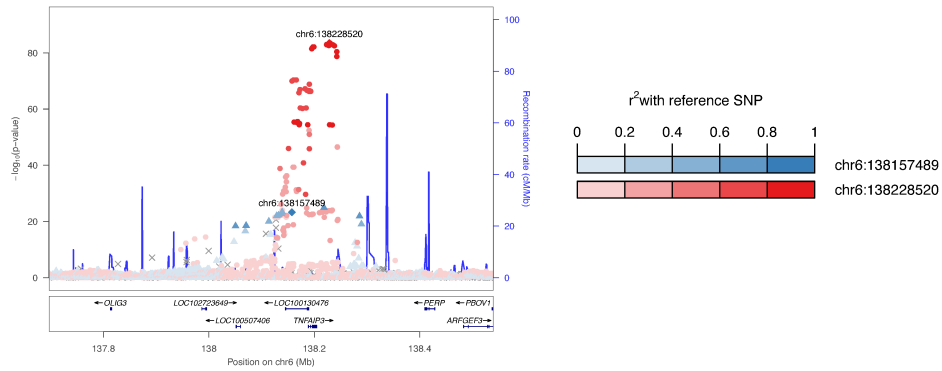 chr6:138228520
chr6:138157489
− log10(p−value)
0
20
40
60
80
Recombination rate (cM/Mb)
0
20
40
60
80
100
←OLIG3
LOC102723649→
←LOC100130476
←PERP
←PBOV1
←LOC100507406
TNFAIP3→
ARFGEF3→
137.8
138
138.2
138.4
Position on chr6 (Mb)
r2with reference SNP
0 0.2 0.4 0.6 0.8 1
chr6:138157489
chr6:138228520